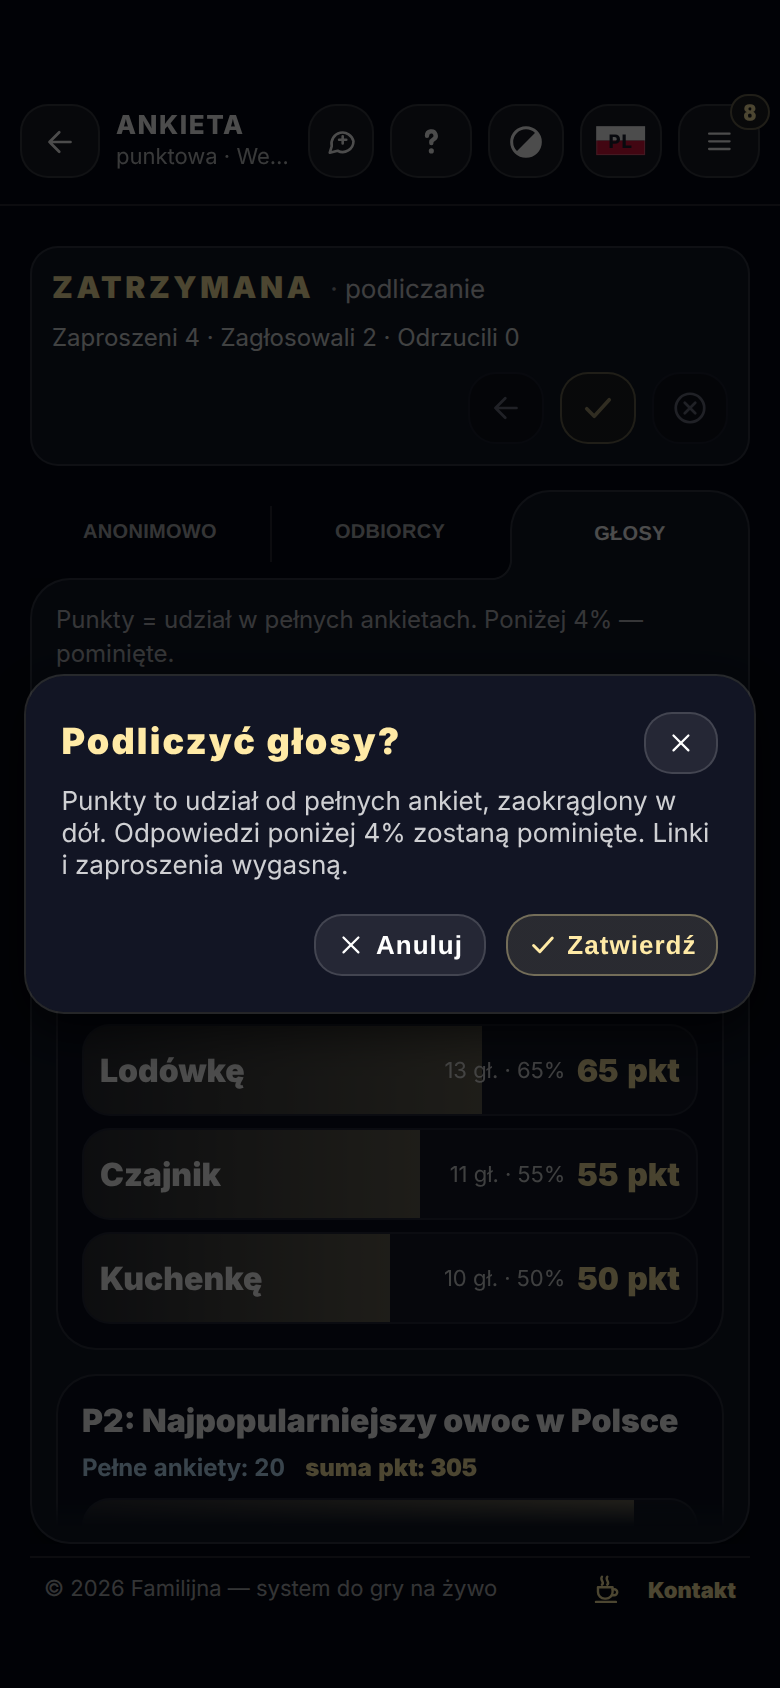 8
ANKIETA
punktowa · We...
?
PL
ZATRZYMANA · podliczanie
Zaproszeni 4 · Zagłosowali 2 · Odrzucili 0
ANONIMOWO ODBIORCY GŁOSY
Punkty = udział w pełnych ankietach. Poniżej 4% —
pominięte.
Podliczyć głosy?
Punkty to udział od pełnych ankiet, zaokrąglony w
dół. Odpowiedzi poniżej 4% zostaną pominięte. Linki
i zaproszenia wygasną.
Anuluj Zatwierdź
Lodówkę 13 gł. · 65% 65 pkt
Czajnik 11 gł. · 55% 55 pkt
Kuchenkę 10 gł. · 50% 50 pkt
P2: Najpopularniejszy owoc w Polsce
Pełne ankiety: 20 suma pkt: 305
© 2026 Familijna — system do gry na żywo Kontakt